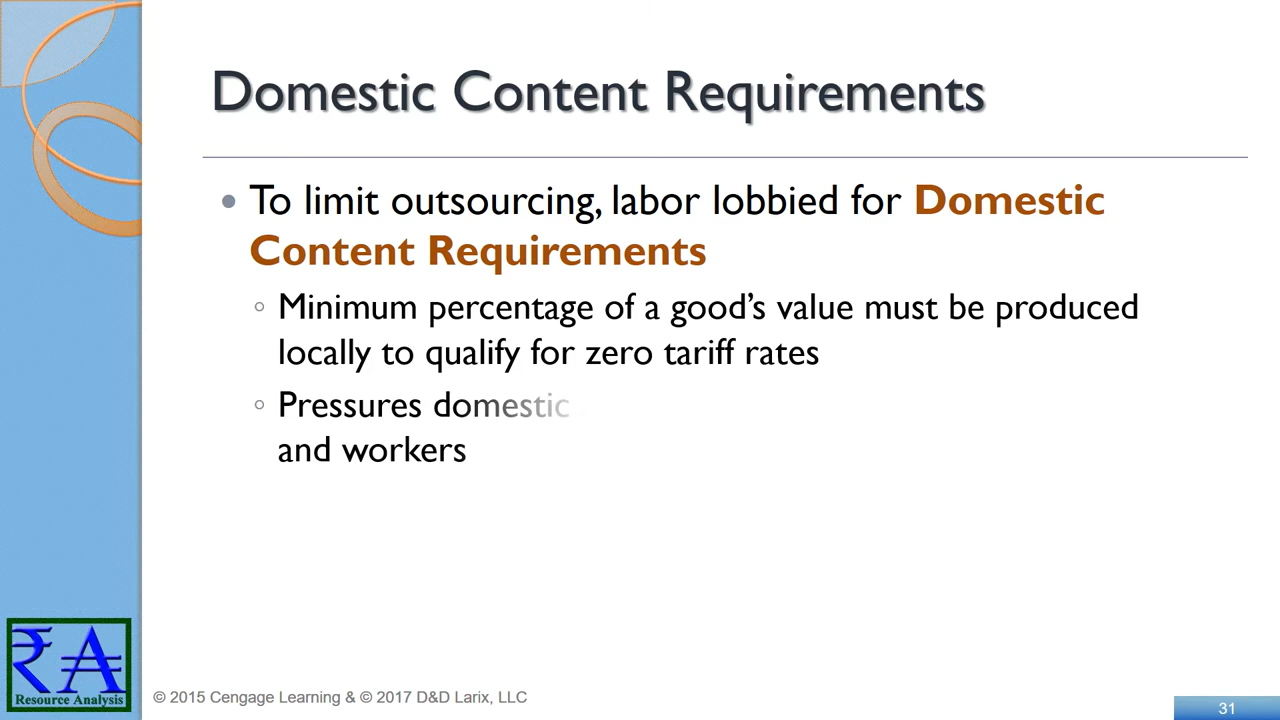 Domestic Content Requirements
• To limit outsourcing, labor lobbied for Domestic
Content Requirements
◦ Minimum percentage of a good’s value must be produced
locally to qualify for zero tariff rates
◦ Pressures domestic
and workers
₹A
Resource Analysis
© 2015 Cengage Learning & © 2017 D&D Larix, LLC
31